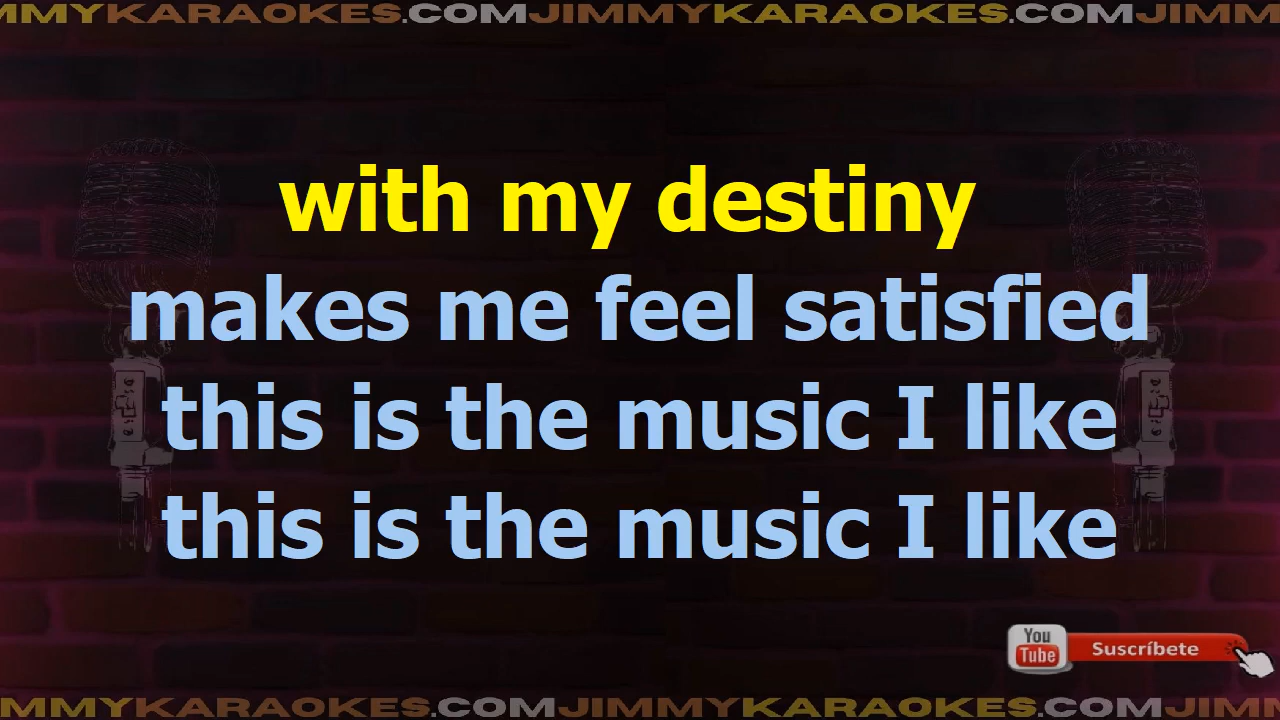 MMYKARAOKES.COMJIMMYKARAOKES.COMJIMM
with my destiny
makes me feel satisfied
this is the music I like
this is the music I like
You
Tube
Suscríbete
MMYKARAOKES.COMJIMMYKARAOKES.COMJIMM